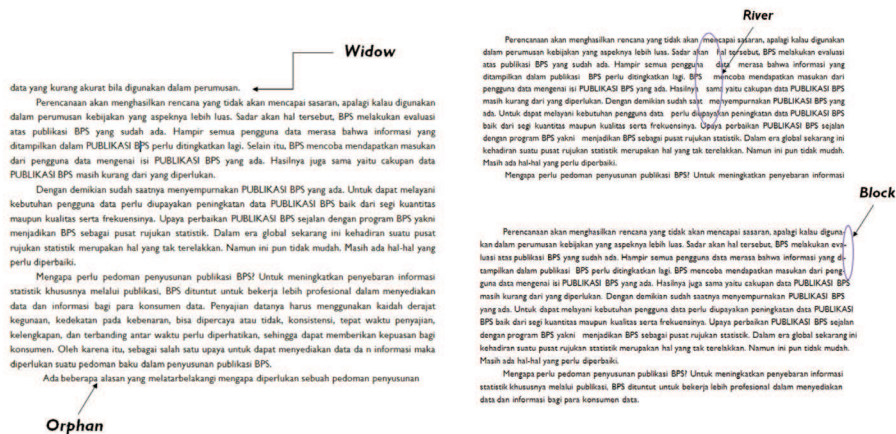 Widow
data yang kurang akurat bila digunakan dalam perumusan.
Perencanaan akan menghasilkan rencana yang tidak akan mencapai sasaran, apalagi kalau digunakan
dalam perumusan kebijakan yang aspeknya lebih luas. Sadar akan hal tersebut, BPS melakukan evaluasi
atas publikasi BPS yang sudah ada. Hampir semua pengguna data merasa bahwa informasi yang
ditampilkan dalam PUBLIKASI BPS perlu ditingkatkan lagi. Selain itu, BPS mencoba mendapatkan masukan
dari pengguna data mengenai isi PUBLIKASI BPS yang ada. Hasilnya juga sama yaitu cakupan data
PUBLIKASI BPS masih kurang dari yang diperlukan.
Dengan demikian sudah saatnya menyempurnakan PUBLIKASI BPS yang ada. Untuk dapat melayani
kebutuhan pengguna data perlu diupayakan peningkatan data PUBLIKASI BPS baik dari segi kuantitas
maupun kualitas serta frekuensinya. Upaya perbaikan PUBLIKASI BPS sejalan dengan program BPS yakni
menjadikan BPS sebagai pusat rujukan statistik. Dalam era global sekarang ini kehadiran suatu pusat
rujukan statistik merupakan hal yang tak terelakkan. Namun ini pun tidak mudah. Masih ada hal-hal yang
perlu diperbaiki.
Mengapa perlu pedoman penyusunan publikasi BPS? Untuk meningkatkan penyebaran informasi
statistik khususnya melalui publikasi, BPS dituntut untuk bekerja lebih profesional dalam menyediakan
data dan informasi bagi para konsumen data. Penyajian datanya harus menggunakan kaidah derajat
kegunaan, kedekatan pada kebenaran, bisa dipercaya atau tidak, konsistensi, tepat waktu penyajian,
kelengkapan, dan terbanding antar waktu perlu diperhatikan, sehingga dapat memberikan kepuasan bagi
konsumen. Oleh karena itu, sebagai salah satu upaya untuk dapat menyediakan data da n informasi maka
diperlukan suatu pedoman baku dalam penyusunan publikasi BPS.
Ada beberapa alasan yang melatarbelakangi mengapa diperlukan sebuah pedoman penyusunan
Orphan
River
Perencanaan akan menghasilkan rencana yang tidak akan mencapai sasaran, apalagi kalau digunakan
dalam perumusan kebijakan yang aspeknya lebih luas. Sadar akan hal tersebut, BPS melakukan evaluasi
atas publikasi BPS yang sudah ada. Hampir semua pengguna data merasa bahwa informasi yang
ditampilkan dalam publikasi BPS perlu ditingkatkan lagi. BPS mencoba mendapatkan masukan dari
pengguna data mengenai isi PUBLIKASI BPS yang ada. Hasilnya sama yaitu cakupan data PUBLIKASI BPS
masih kurang dari yang diperlukan. Dengan demikian sudah saat menyempurnakan PUBLIKASI BPS yang
ada. Untuk dapat melayani kebutuhan pengguna data perlu diupayakan peningkatan data PUBLIKASI BPS
baik dari segi kuantitas maupun kualitas serta frekuensinya. Upaya perbaikan PUBLIKASI BPS sejalan
dengan program BPS yakni menjadikan BPS sebagai pusat rujukan statistik. Dalam era global sekarang ini
kehadiran suatu pusat rujukan statistik merupakan hal yang tak terelakkan. Namun ini pun tidak mudah.
Masih ada hal-hal yang perlu diperbaiki.
Mengapa perlu pedoman penyusunan publikasi BPS? Untuk meningkatkan penyebaran informasi
Block
Perencanaan akan menghasilkan rencana yang tidak akan mencapai sasaran, apalagi kalau diguna-
kan dalam perumusan kebijakan yang aspeknya lebih luas. Sadar akan hal tersebut, BPS melakukan eva-
luasi atas publikasi BPS yang sudah ada. Hampir semua pengguna data merasa bahwa informasi yang di-
tampilkan dalam publikasi BPS perlu ditingkatkan lagi. BPS mencoba mendapatkan masukan dari peng-
guna data mengenai isi PUBLIKASI BPS yang ada. Hasilnya juga sama yaitu cakupan data PUBLIKASI BPS
masih kurang dari yang diperlukan. Dengan demikian sudah saatnya menyempurnakan PUBLIKASI BPS
yang ada. Untuk dapat melayani kebutuhan pengguna data perlu diupayakan peningkatan data PUBLIKASI
BPS baik dari segi kuantitas maupun kualitas serta frekuensinya. Upaya perbaikan PUBLIKASI BPS sejalan
dengan program BPS yakni menjadikan BPS sebagai pusat rujukan statistik. Dalam era global sekarang ini
kehadiran suatu pusat rujukan statistik merupakan hal yang tak terelakkan. Namun ini pun tidak mudah.
Masih ada hal-hal yang perlu diperbaiki.
Mengapa perlu pedoman penyusunan publikasi BPS? Untuk meningkatkan penyebaran informasi
statistik khususnya melalui publikasi, BPS dituntut untuk bekerja lebih profesional dalam menyediakan
data dan informasi bagi para konsumen data.